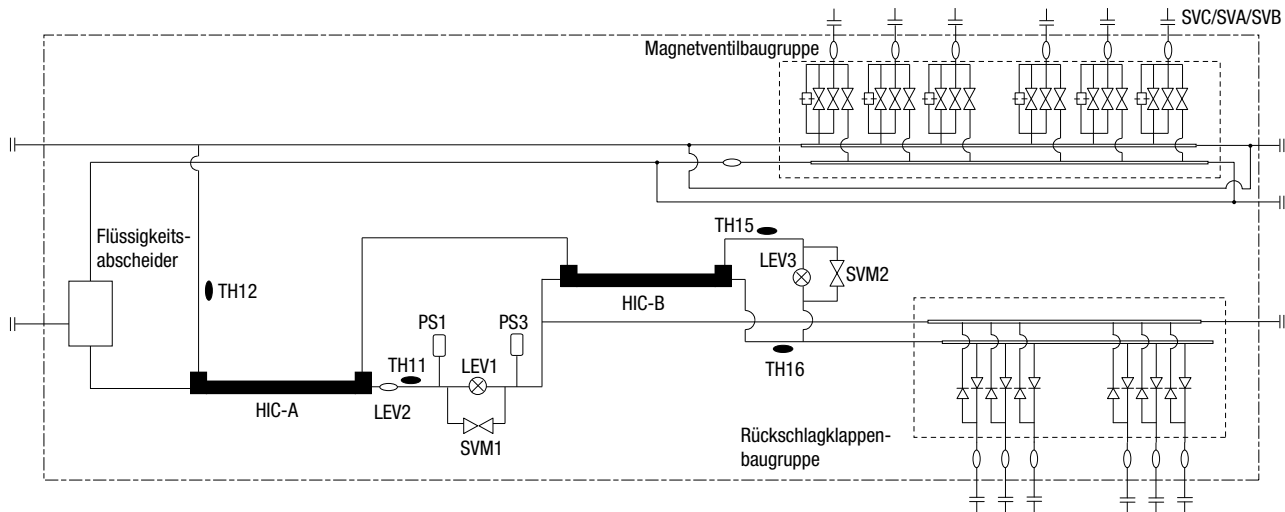 SVC/SVA/SVB
Magnetventilbaugruppe
Flüssigkeits-
abscheider
TH12
TH15
LEV3
SVM2
HIC-B
PS1
PS3
TH11
LEV1
TH16
HIC-A
LEV2
SVM1
Rückschlagklappen-
baugruppe